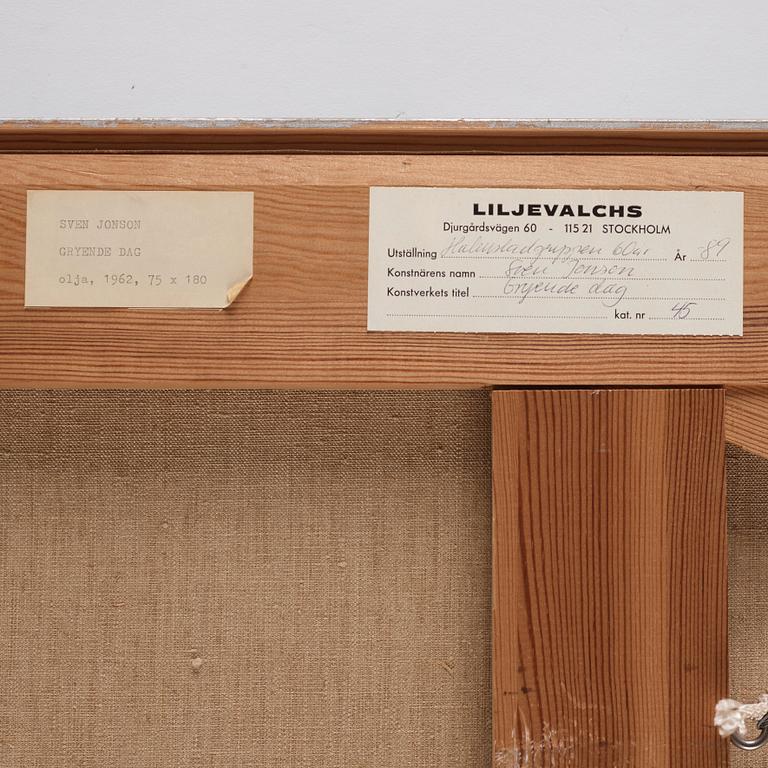 SVEN JONSON
GRYENDE DAG
olja, 1962, 75 x 180
LILJEVALCHS
Djurgårdsvägen 60 - 115 21 STOCKHOLM
Utställning Halmstadgruppen 60 år År -89
Konstnärens namn Sven Jonson
Konstverkets titel Gryende dag
kat. nr 45